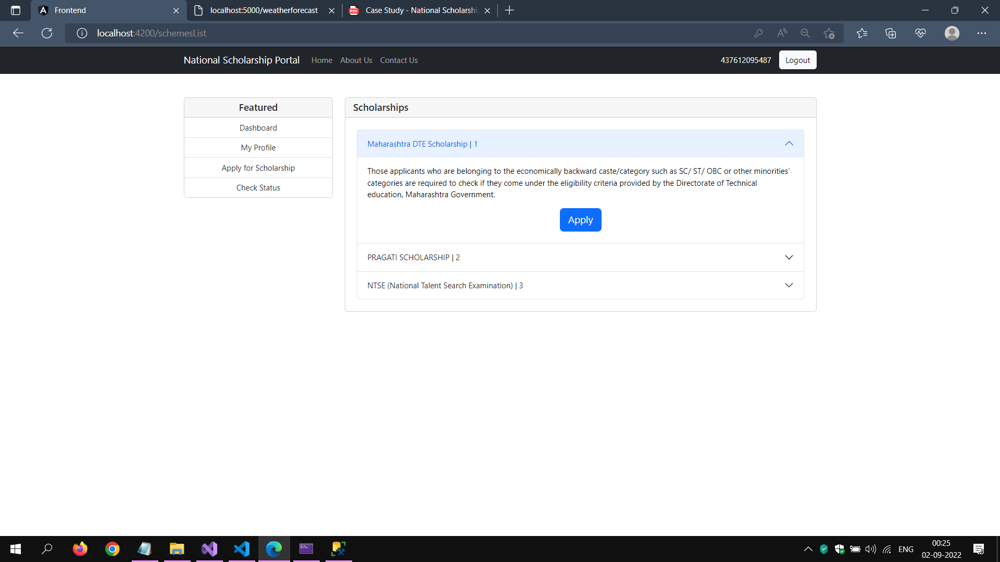 Frontend
localhost:5000/weatherforecast
Case Study - National Scholarshi
localhost:4200/schemesList
National Scholarship Portal
Home
About Us
Contact Us
437612095487
Logout
Featured
Dashboard
My Profile
Apply for Scholarship
Check Status
Scholarships
Maharashtra DTE Scholarship | 1
Those applicants who are belonging to the economically backward caste/category such as SC/ ST/ OBC or other minorities’
categories are required to check if they come under the eligibility criteria provided by the Directorate of Technical
education, Maharashtra Government.
Apply
PRAGATI SCHOLARSHIP | 2
NTSE (National Talent Search Examination) | 3
ENG
00:25
02-09-2022